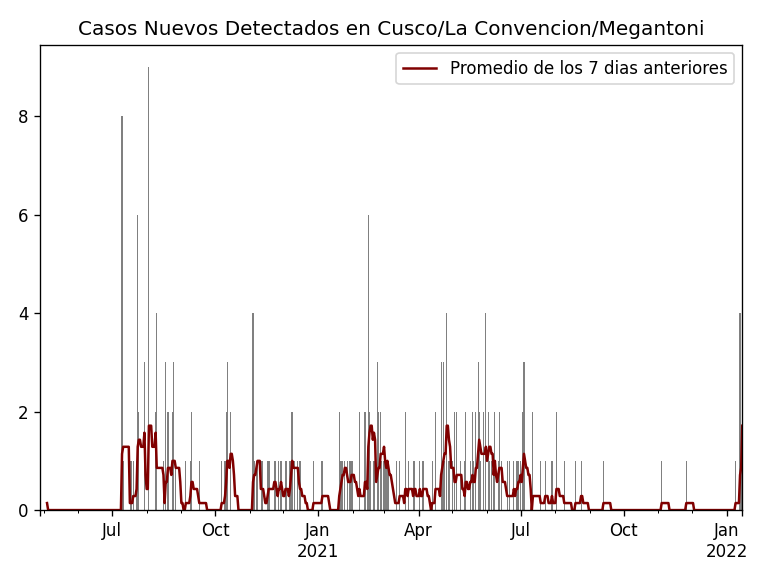 Casos Nuevos Detectados en Cusco/La Convencion/Megantoni
Promedio de los 7 dias anteriores
8
6
4
2
0
Jul
Oct
Jan
2021
Apr
Jul
Oct
Jan
2022